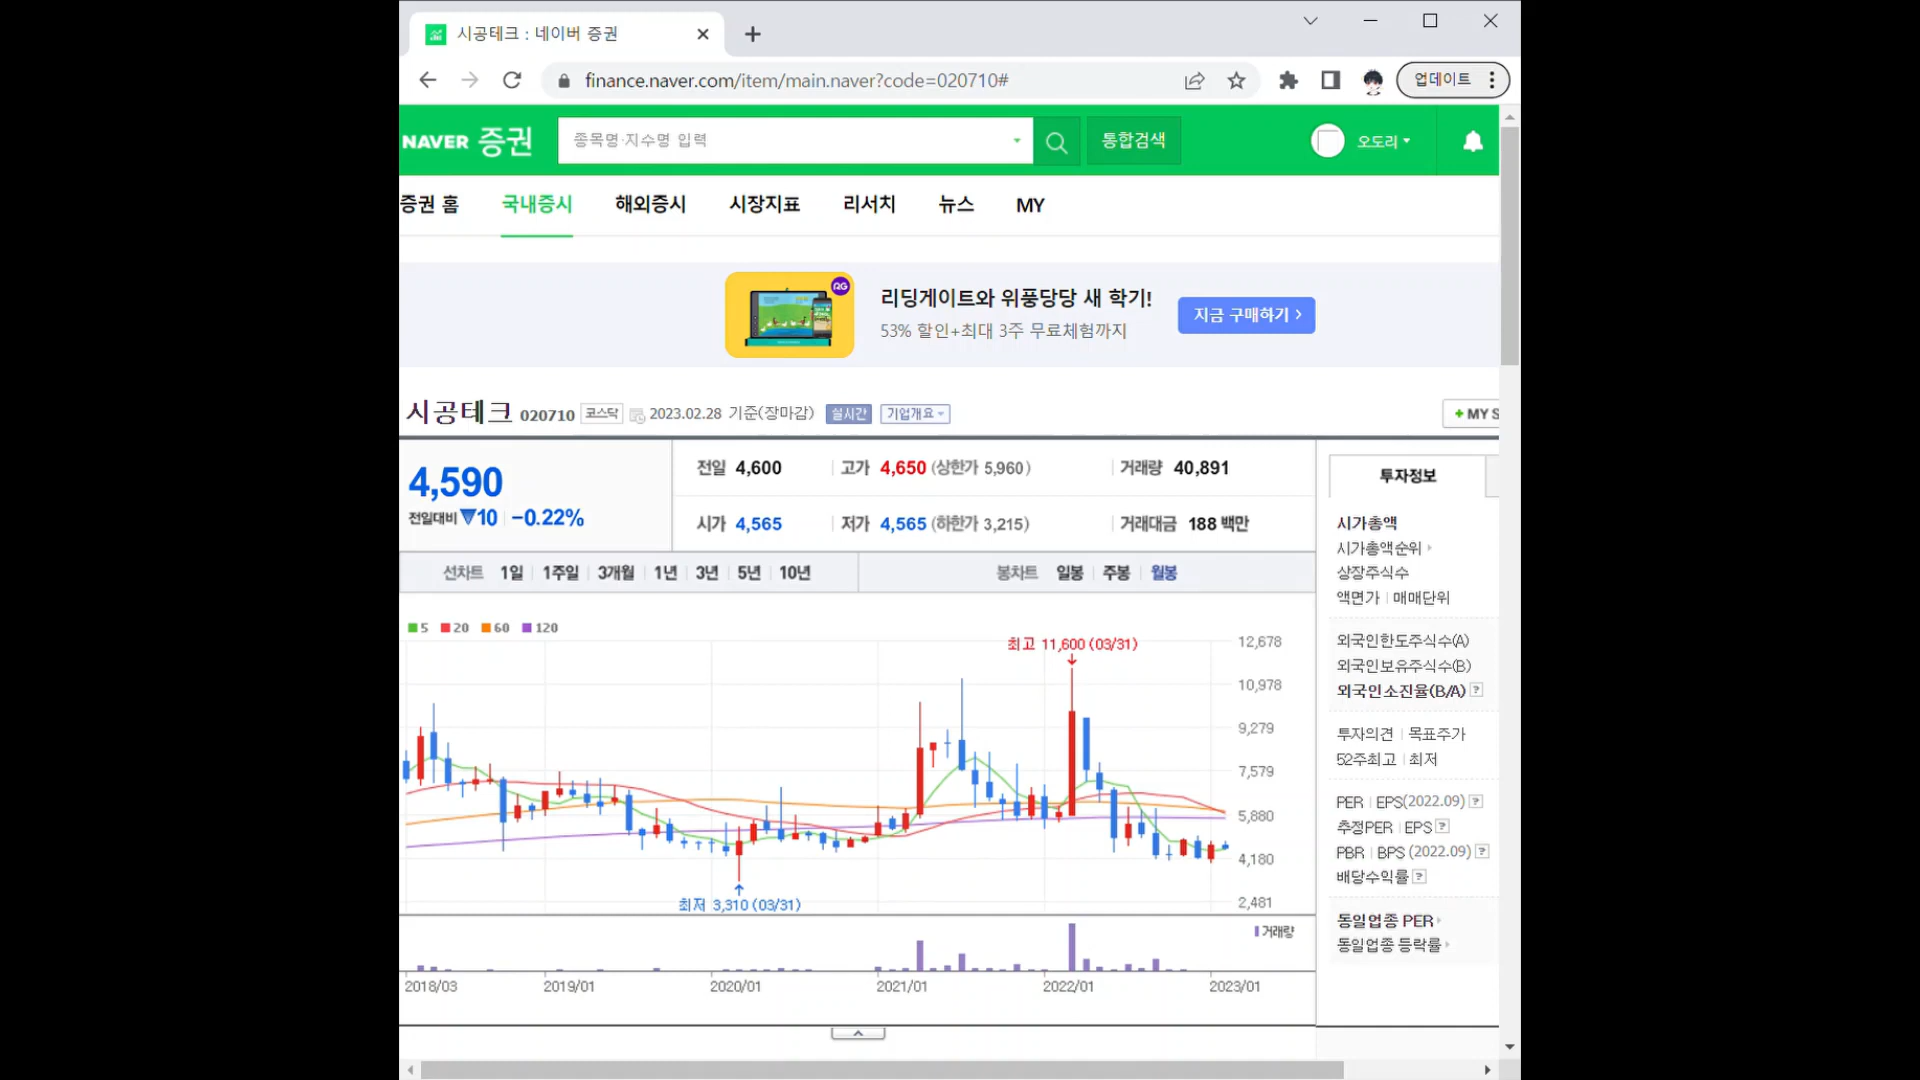 시공테크 : 네이버 증권
finance.naver.com/item/main.naver?code=020710#
업데이트
NAVER 증권
종목명·지수명 입력
통합검색
오도리
증권 홈 국내증시 해외증시 시장지표 리서치 뉴스 MY
RG
리딩게이트와 위풍당당 새 학기!
53% 할인+최대 3주 무료체험까지
지금 구매하기
시공테크 020710 코스닥 2023.02.28 기준(장마감) 실시간 기업개요
+ MY S
4,590
전일대비 ▼10 -0.22%
전일 4,600 고가 4,650 (상한가 5,960) 거래량 40,891
시가 4,565 저가 4,565 (하한가 3,215) 거래대금 188 백만
선차트 1일 1주일 3개월 1년 3년 5년 10년 봉차트 일봉 주봉 월봉
5 20 60 120
최고 11,600 (03/31)
12,678
10,978
9,279
7,579
5,880
4,180
2,481
최저 3,310 (03/31)
거래량
2018/03 2019/01 2020/01 2021/01 2022/01 2023/01
투자정보
시가총액
시가총액순위
상장주식수
액면가 | 매매단위
외국인한도주식수(A)
외국인보유주식수(B)
외국인소진율(B/A) ?
투자의견 | 목표주가
52주최고 | 최저
PER | EPS(2022.09) ?
추정PER | EPS ?
PBR | BPS (2022.09) ?
배당수익률 ?
동일업종 PER
동일업종 등락률